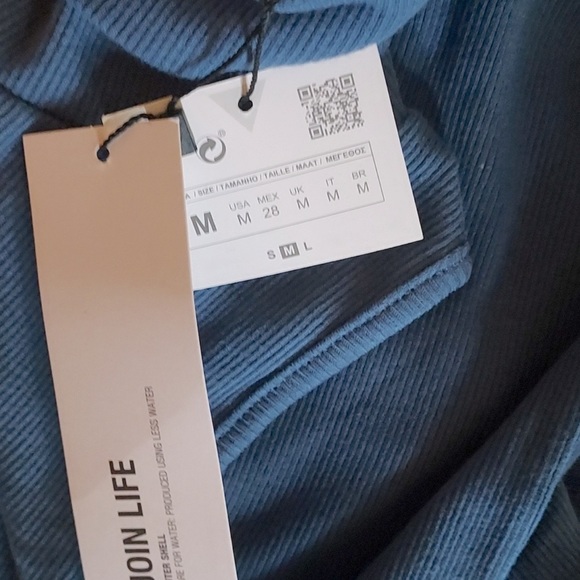 ®
/ SIZE / TAMANHO / TAILLE / MAAT / ΜΕΓΕΘΟΣ
M
USA MEX UK IT BR
M 28 M M M
S M L
JOIN LIFE
TER SHELL
RE FOR WATER: PRODUCED USING LESS WATER